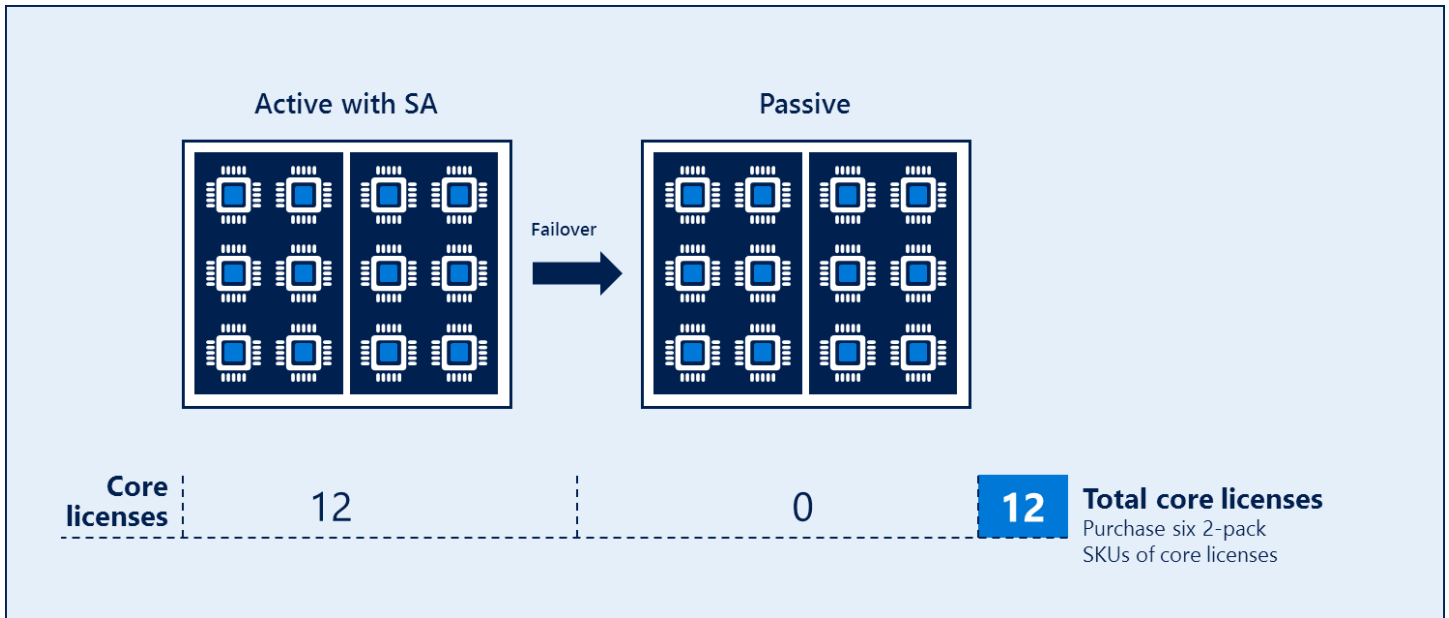 Active with SA
Passive
Failover
Core
licenses
12
0
12
Total core licenses
Purchase six 2-pack
SKUs of core licenses